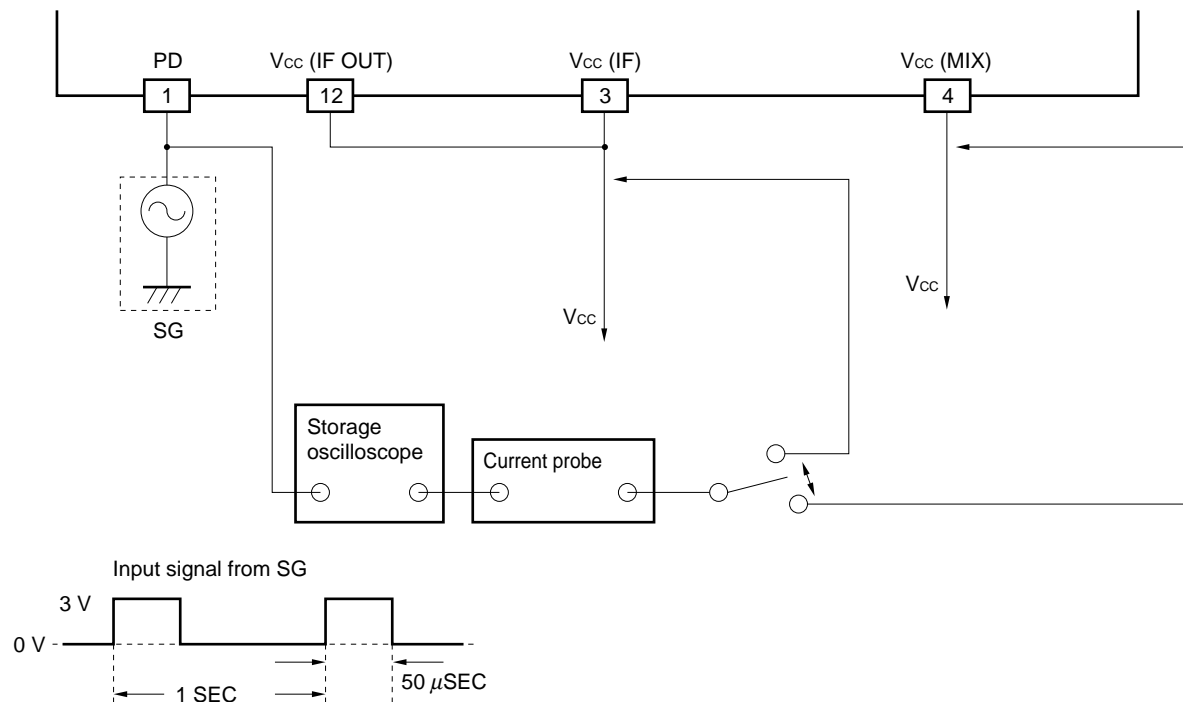 PD
VCC (IF OUT)
VCC (IF)
VCC (MIX)
1
12
3
4
SG
VCC
VCC
Storage
oscilloscope
Current probe
Input signal from SG
3 V
0 V
50 μSEC
1 SEC